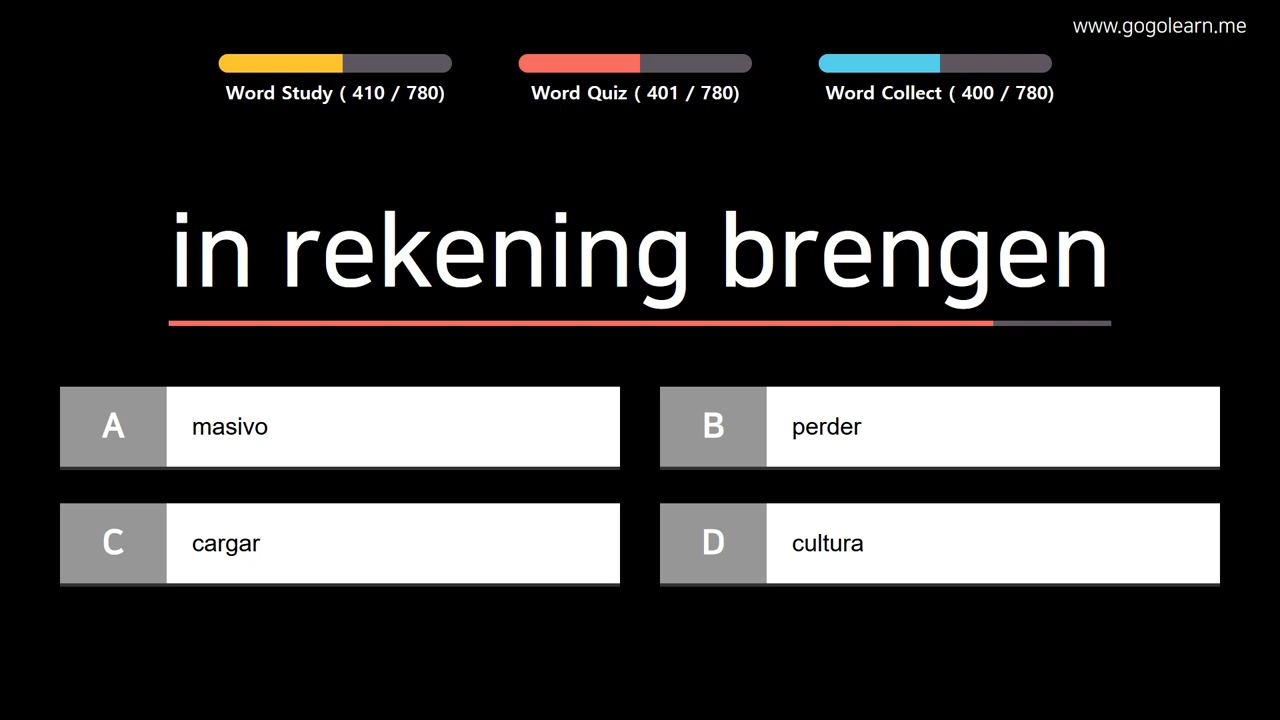 www.gogolearn.me
Word Study ( 410 / 780)
Word Quiz ( 401 / 780)
Word Collect ( 400 / 780)
in rekening brengen
A masivo
B perder
C cargar
D cultura